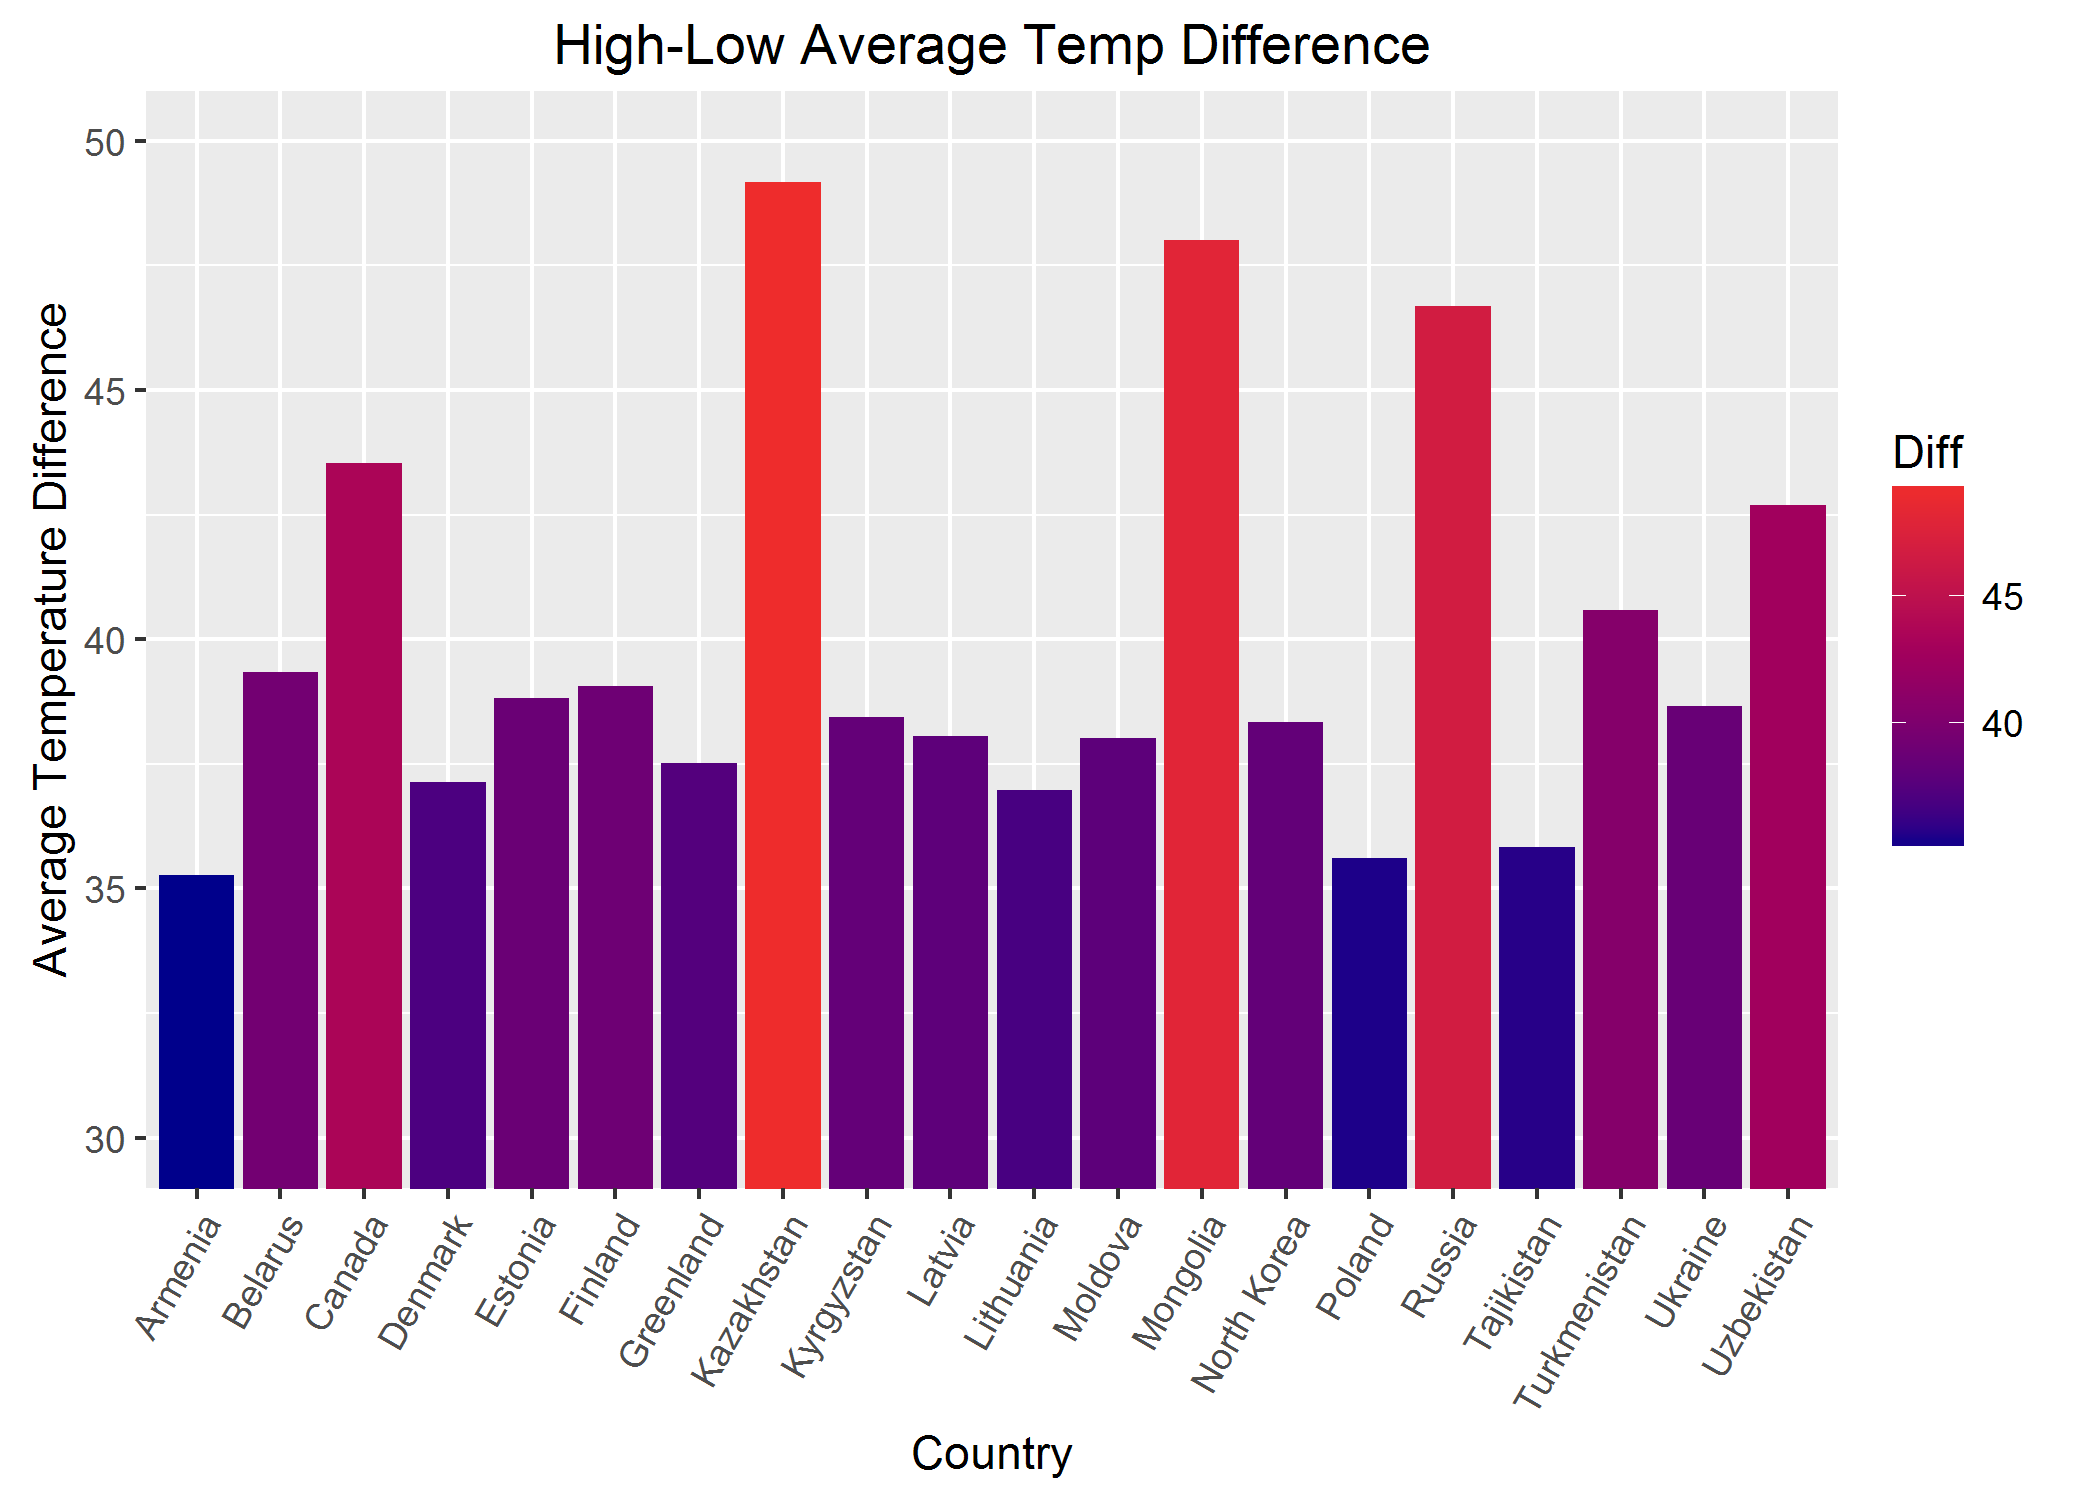 High-Low Average Temp Difference
Average Temperature Difference
50
45
40
35
30
Armenia
Belarus
Canada
Denmark
Estonia
Finland
Greenland
Kazakhstan
Kyrgyzstan
Latvia
Lithuania
Moldova
Mongolia
North Korea
Poland
Russia
Tajikistan
Turkmenistan
Ukraine
Uzbekistan
Country
Diff
45
40